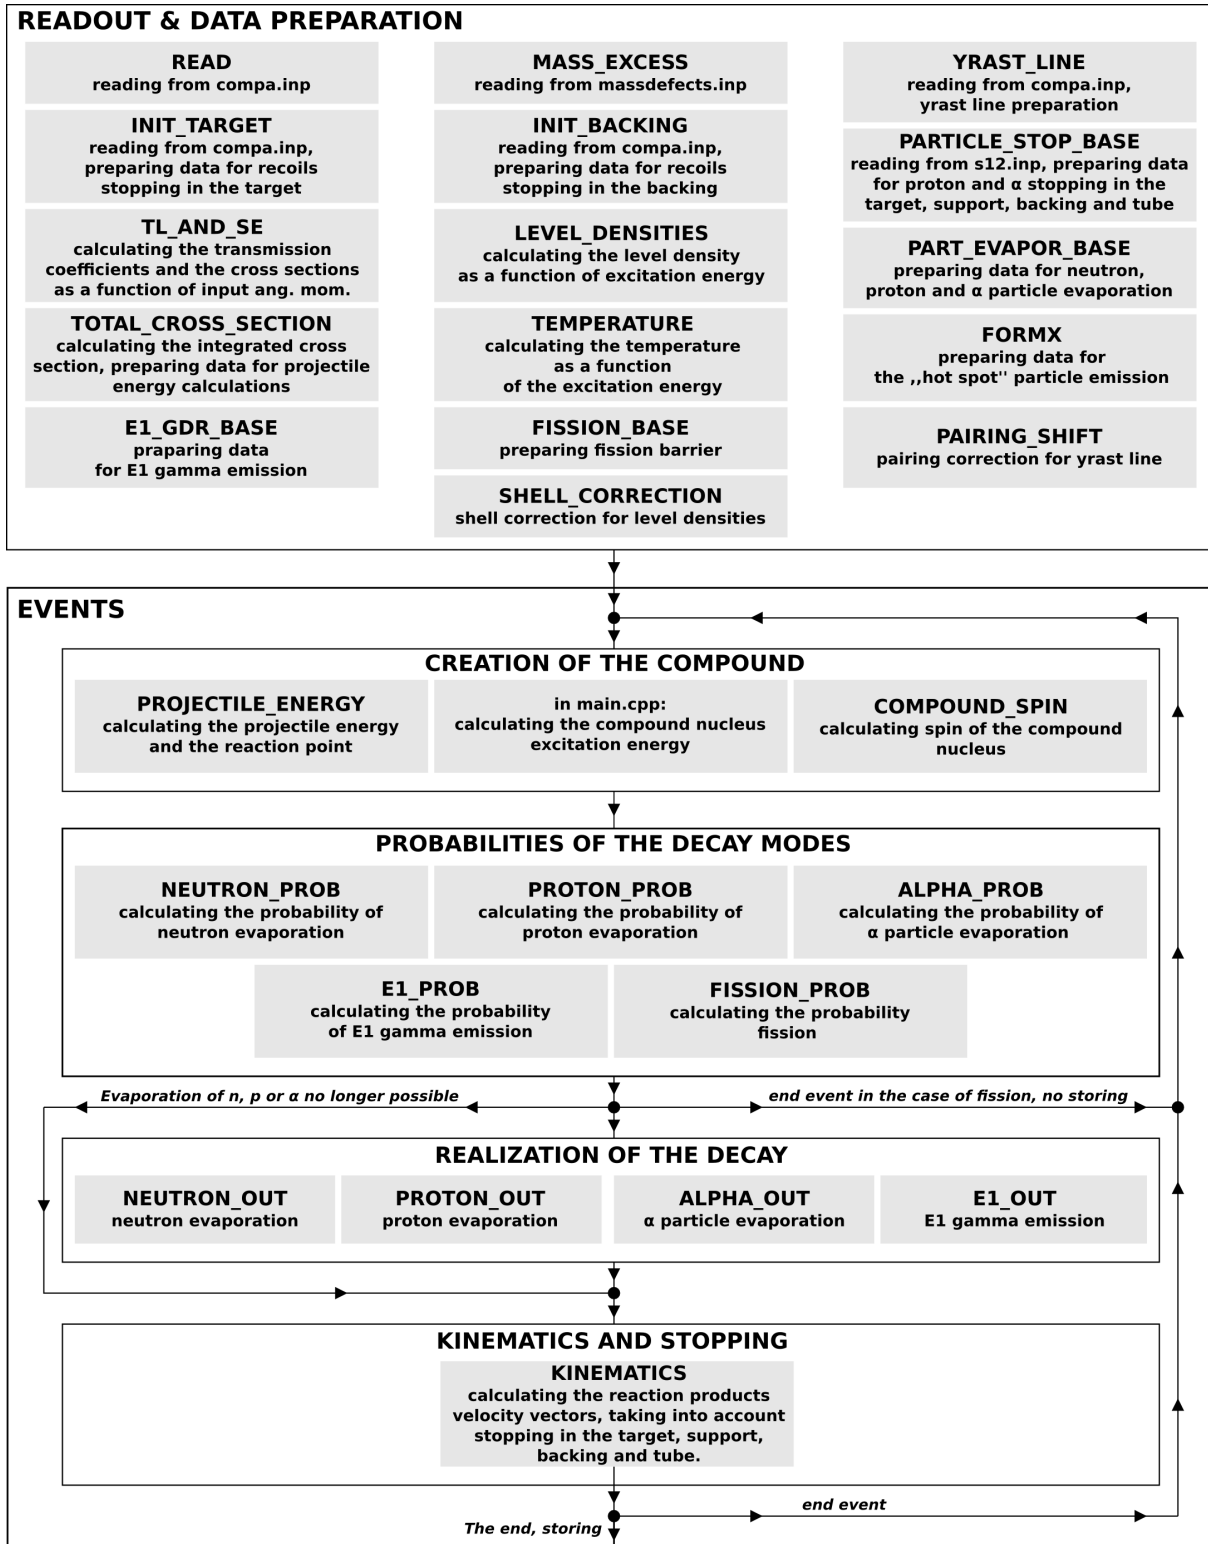 READOUT & DATA PREPARATION
READ
reading from compa.inp
INIT_TARGET
reading from compa.inp,
preparing data for recoils
stopping in the target
TL_AND_SE
calculating the transmission
coefficients and the cross sections
as a function of input ang. mom.
TOTAL_CROSS_SECTION
calculating the integrated cross
section, preparing data for projectile
energy calculations
E1_GDR_BASE
praparing data
for E1 gamma emission
MASS_EXCESS
reading from massdefects.inp
INIT_BACKING
reading from compa.inp,
preparing data for recoils
stopping in the backing
LEVEL_DENSITIES
calculating the level density
as a function of excitation energy
TEMPERATURE
calculating the temperature
as a function
of the excitation energy
FISSION_BASE
preparing fission barrier
SHELL_CORRECTION
shell correction for level densities
YRAST_LINE
reading from compa.inp,
yrast line preparation
PARTICLE_STOP_BASE
reading from s12.inp, preparing data
for proton and α stopping in the
target, support, backing and tube
PART_EVAPOR_BASE
preparing data for neutron,
proton and α particle evaporation
FORMX
preparing data for
the ,,hot spot'' particle emission
PAIRING_SHIFT
pairing correction for yrast line
EVENTS
CREATION OF THE COMPOUND
PROJECTILE_ENERGY
calculating the projectile energy
and the reaction point
in main.cpp:
calculating the compound nucleus
excitation energy
COMPOUND_SPIN
calculating spin of the compound
nucleus
PROBABILITIES OF THE DECAY MODES
NEUTRON_PROB
calculating the probability of
neutron evaporation
PROTON_PROB
calculating the probability of
proton evaporation
ALPHA_PROB
calculating the probability of
α particle evaporation
E1_PROB
calculating the probability
of E1 gamma emission
FISSION_PROB
calculating the probability
fission
Evaporation of n, p or α no longer possible
end event in the case of fission, no storing
REALIZATION OF THE DECAY
NEUTRON_OUT
neutron evaporation
PROTON_OUT
proton evaporation
ALPHA_OUT
α particle evaporation
E1_OUT
E1 gamma emission
KINEMATICS AND STOPPING
KINEMATICS
calculating the reaction products
velocity vectors, taking into account
stopping in the target, support,
backing and tube.
end event
The end, storing